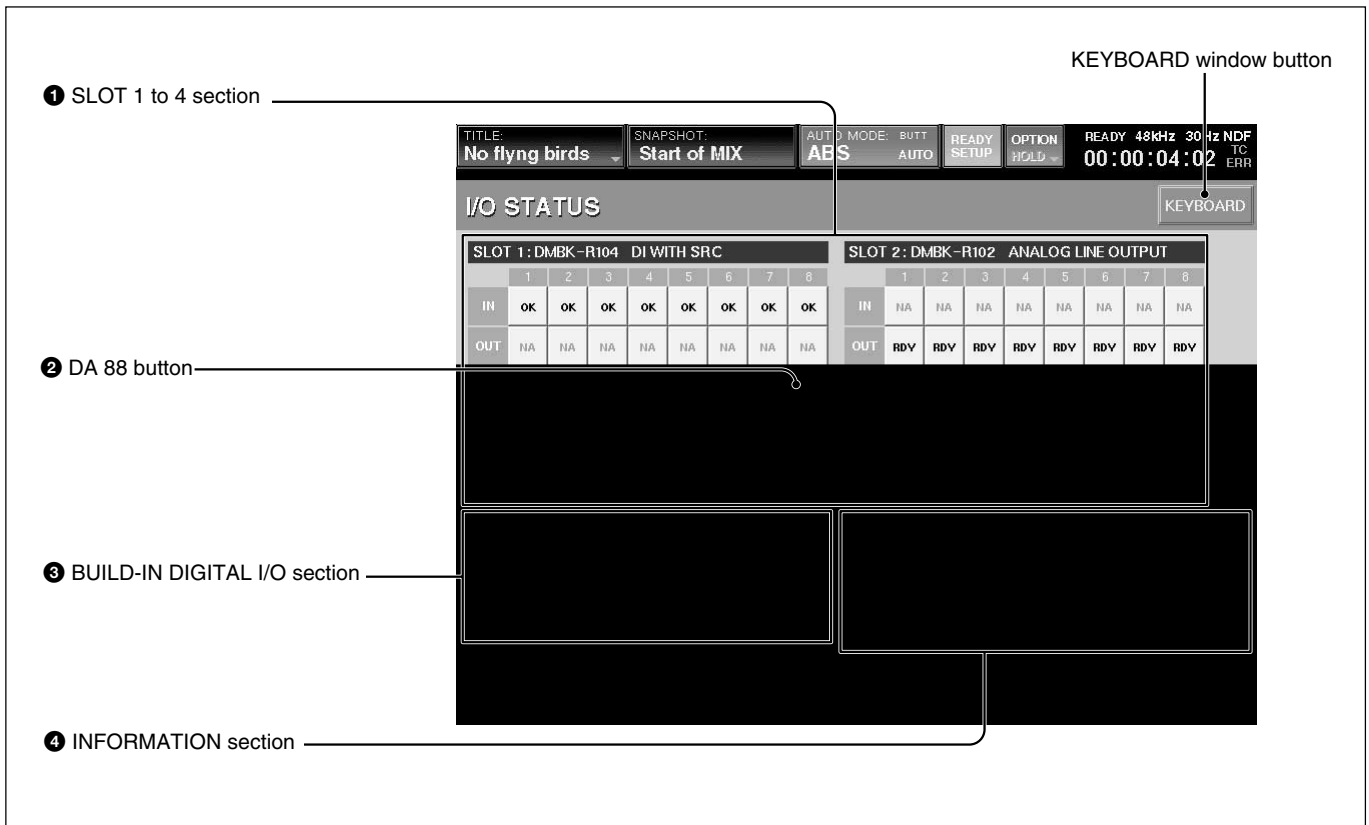 KEYBOARD window button
❶ SLOT 1 to 4 section
TITLE: SNAPSHOT: AUTO MODE: BUTT READY OPTION READY 48kHz 30Hz NDF
No flyng birds Start of MIX ABS AUTO SETUP HOLD 00:00:04:02 TC ERR
I/O STATUS KEYBOARD
SLOT 1: DMBK-R104 DI WITH SRC SLOT 2: DMBK-R102 ANALOG LINE OUTPUT
1 2 3 4 5 6 7 8 1 2 3 4 5 6 7 8
IN OK OK OK OK OK OK OK OK IN NA NA NA NA NA NA NA NA
OUT NA NA NA NA NA NA NA NA OUT RDY RDY RDY RDY RDY RDY RDY RDY
❷ DA 88 button
❸ BUILD-IN DIGITAL I/O section
❹ INFORMATION section